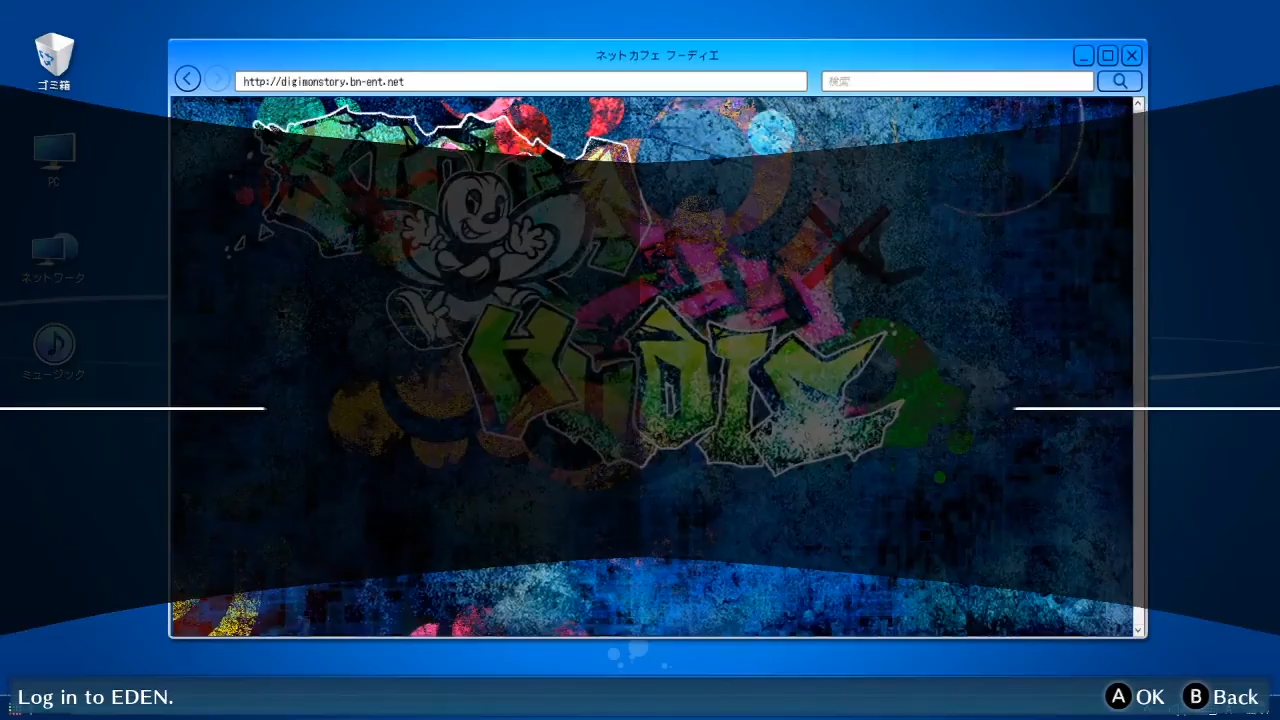 ゴミ箱
PC
ネットワーク
ミュージック
ネットカフェ フーディエ
http://digimonstory.bn-ent.net
検索
Log in to EDEN.
A OK B Back